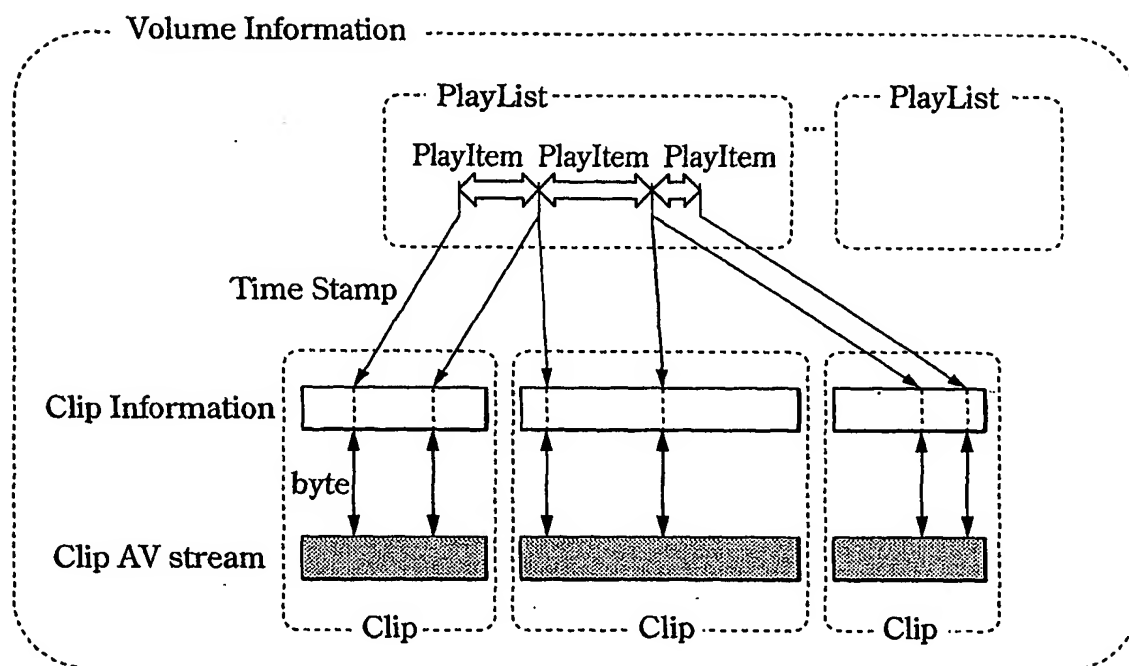 Volume Information
PlayList
...
PlayList
PlayItem PlayItem PlayItem
Time Stamp
Clip Information
byte
Clip AV stream
Clip
Clip
Clip